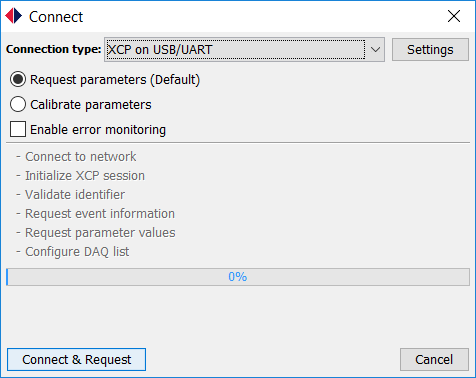 Connect
Connection type: XCP on USB/UART Settings
Request parameters (Default)
Calibrate parameters
Enable error monitoring
- Connect to network
- Initialize XCP session
- Validate identifier
- Request event information
- Request parameter values
- Configure DAQ list
0%
Connect & Request Cancel